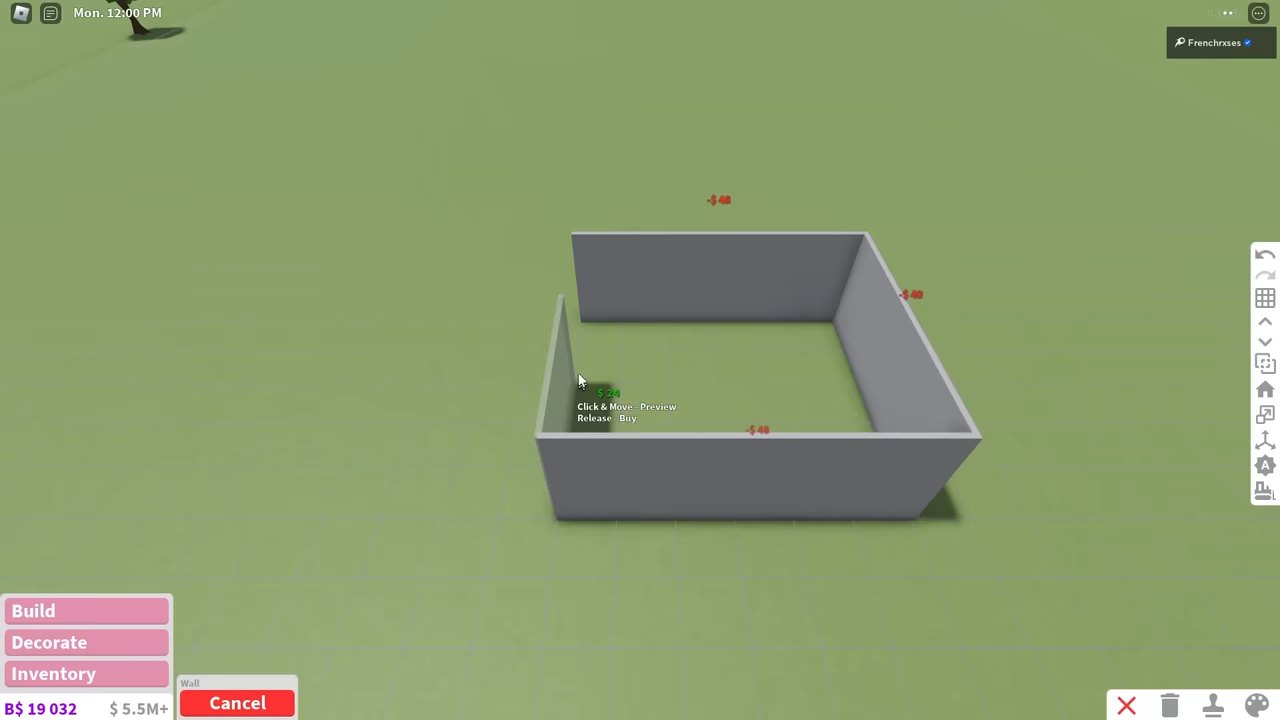 Mon. 12:00 PM
Frenchrxses
-$ 48
-$ 40
$ 24
Click & Move - Preview
Release - Buy
-$ 48
Build
Decorate
Inventory
B$ 19 032 $ 5.5M+
Wall
Cancel
A